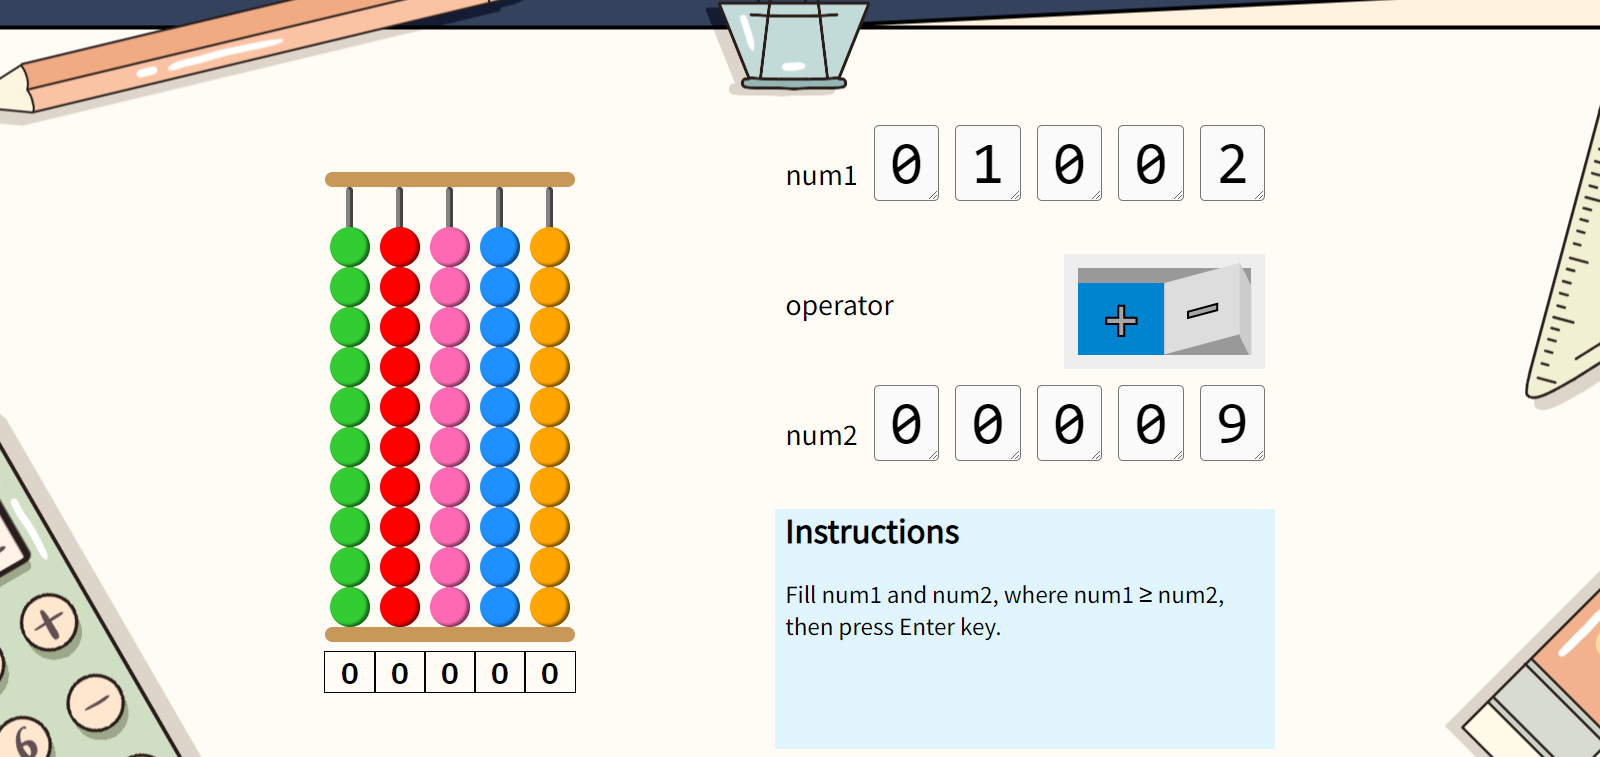 num1 0 1 0 0 2
operator + −
num2 0 0 0 0 9
Instructions
Fill num1 and num2, where num1 ≥ num2,
then press Enter key.
0 0 0 0 0
+
−
6